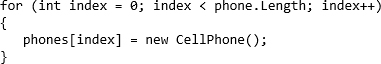 for (int index = 0; index < phone.Length; index++)
{
   phones[index] = new CellPhone();
}